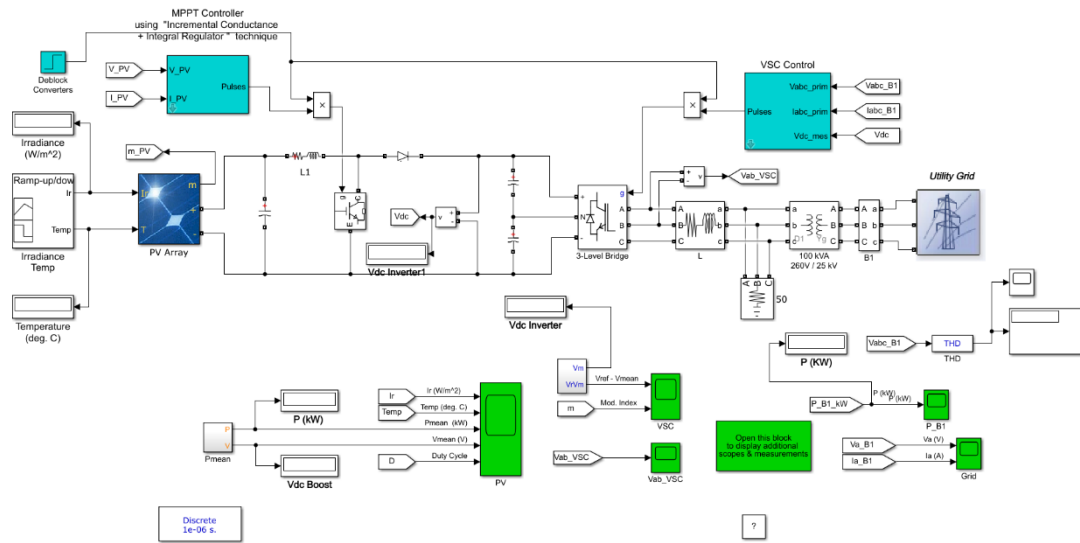 MPPT Controller
using "Incremental Conductance
+ Integral Regulator " technique
Deblock
Converters
V_PV
I_PV
V_PV
I_PV
Pulses
×
×
VSC Control
Pulses
Vabc_prim
Iabc_prim
Vdc_mes
Vabc_B1
Iabc_B1
Vdc
Irradiance
(W/m^2)
m_PV
Ramp-up/dow
Ir
Temp
Irradiance
Temp
Ir
T
m
+
-
PV Array
Temperature
(deg. C)
L1
g
C
E
Vdc
v
+
-
Vdc Inverter1
+
N
-
g
A
B
C
3-Level Bridge
+
-
v
Vab_VSC
A
B
C
a
b
c
L
A B C
50
a
b
c
A
B
C
D1
Yg
100 kVA
260V / 25 kV
A
B
C
a
b
c
B1
Utility Grid
Vdc Inverter
P (KW)
Vabc_B1
THD
THD
Vm
VrVm
Vref - Vmean
m
Mod. Index
VSC
Vab_VSC
Vab_VSC
P_B1_kW
P (kW)
P (kW)
P_B1
Open this block
to display additional
scopes & measurements
Va_B1
Ia_B1
Va (V)
Ia (A)
Grid
P
V
Pmean
P (kW)
Vdc Boost
Ir
Temp
D
Ir (W/m^2)
Temp (deg. C)
Pmean (kW)
Vmean (V)
Duty Cycle
PV
Discrete
1e-06 s.
?